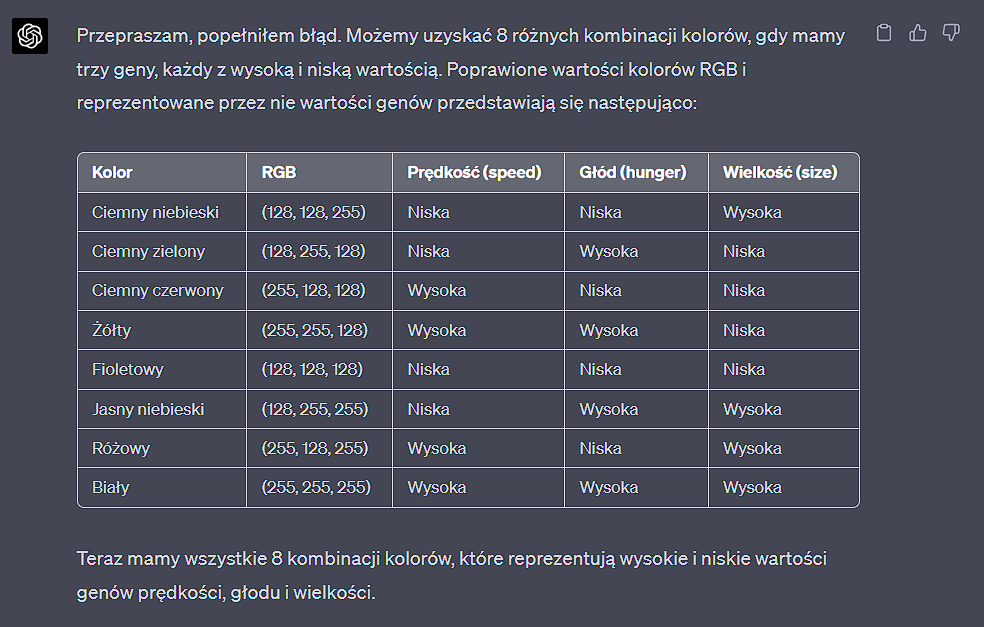 Przepraszam, popełniłem błąd. Możemy uzyskać 8 różnych kombinacji kolorów, gdy mamy
trzy geny, każdy z wysoką i niską wartością. Poprawione wartości kolorów RGB i
reprezentowane przez nie wartości genów przedstawiają się następująco:
Kolor RGB Prędkość (speed) Głód (hunger) Wielkość (size)
Ciemny niebieski (128, 128, 255) Niska Niska Wysoka
Ciemny zielony (128, 255, 128) Niska Wysoka Niska
Ciemny czerwony (255, 128, 128) Wysoka Niska Niska
Żółty (255, 255, 128) Wysoka Wysoka Niska
Fioletowy (128, 128, 128) Niska Niska Niska
Jasny niebieski (128, 255, 255) Niska Wysoka Wysoka
Różowy (255, 128, 255) Wysoka Niska Wysoka
Biały (255, 255, 255) Wysoka Wysoka Wysoka
Teraz mamy wszystkie 8 kombinacji kolorów, które reprezentują wysokie i niskie wartości
genów prędkości, głodu i wielkości.